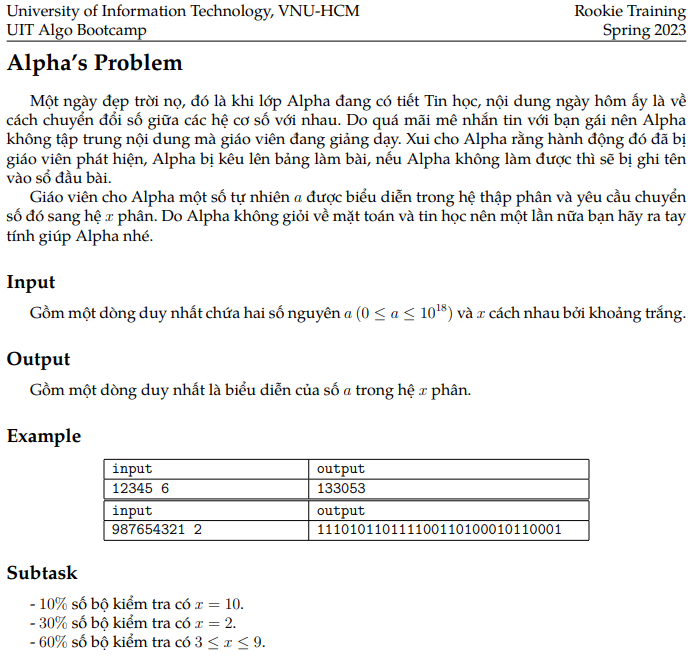 University of Information Technology, VNU-HCM Rookie Training
UIT Algo Bootcamp Spring 2023
Alpha's Problem
Một ngày đẹp trời nọ, đó là khi lớp Alpha đang có tiết Tin học, nội dung ngày hôm ấy là về
cách chuyển đổi số giữa các hệ cơ số với nhau. Do quá mãi mê nhắn tin với bạn gái nên Alpha
không tập trung nội dung mà giáo viên đang giảng dạy. Xui cho Alpha rằng hành động đó đã bị
giáo viên phát hiện, Alpha bị kêu lên bảng làm bài, nếu Alpha không làm được thì sẽ bị ghi tên
vào sổ đầu bài.
Giáo viên cho Alpha một số tự nhiên a được biểu diễn trong hệ thập phân và yêu cầu chuyển
số đó sang hệ x phân. Do Alpha không giỏi về mặt toán và tin học nên một lần nữa bạn hãy ra tay
tính giúp Alpha nhé.
Input
Gồm một dòng duy nhất chứa hai số nguyên a (0 ≤ a ≤ 10^18) và x cách nhau bởi khoảng trắng.
Output
Gồm một dòng duy nhất là biểu diễn của số a trong hệ x phân.
Example
input output
12345 6 133053
input output
987654321 2 111010110111100110100010110001
Subtask
- 10% số bộ kiểm tra có x = 10.
- 30% số bộ kiểm tra có x = 2.
- 60% số bộ kiểm tra có 3 ≤ x ≤ 9.